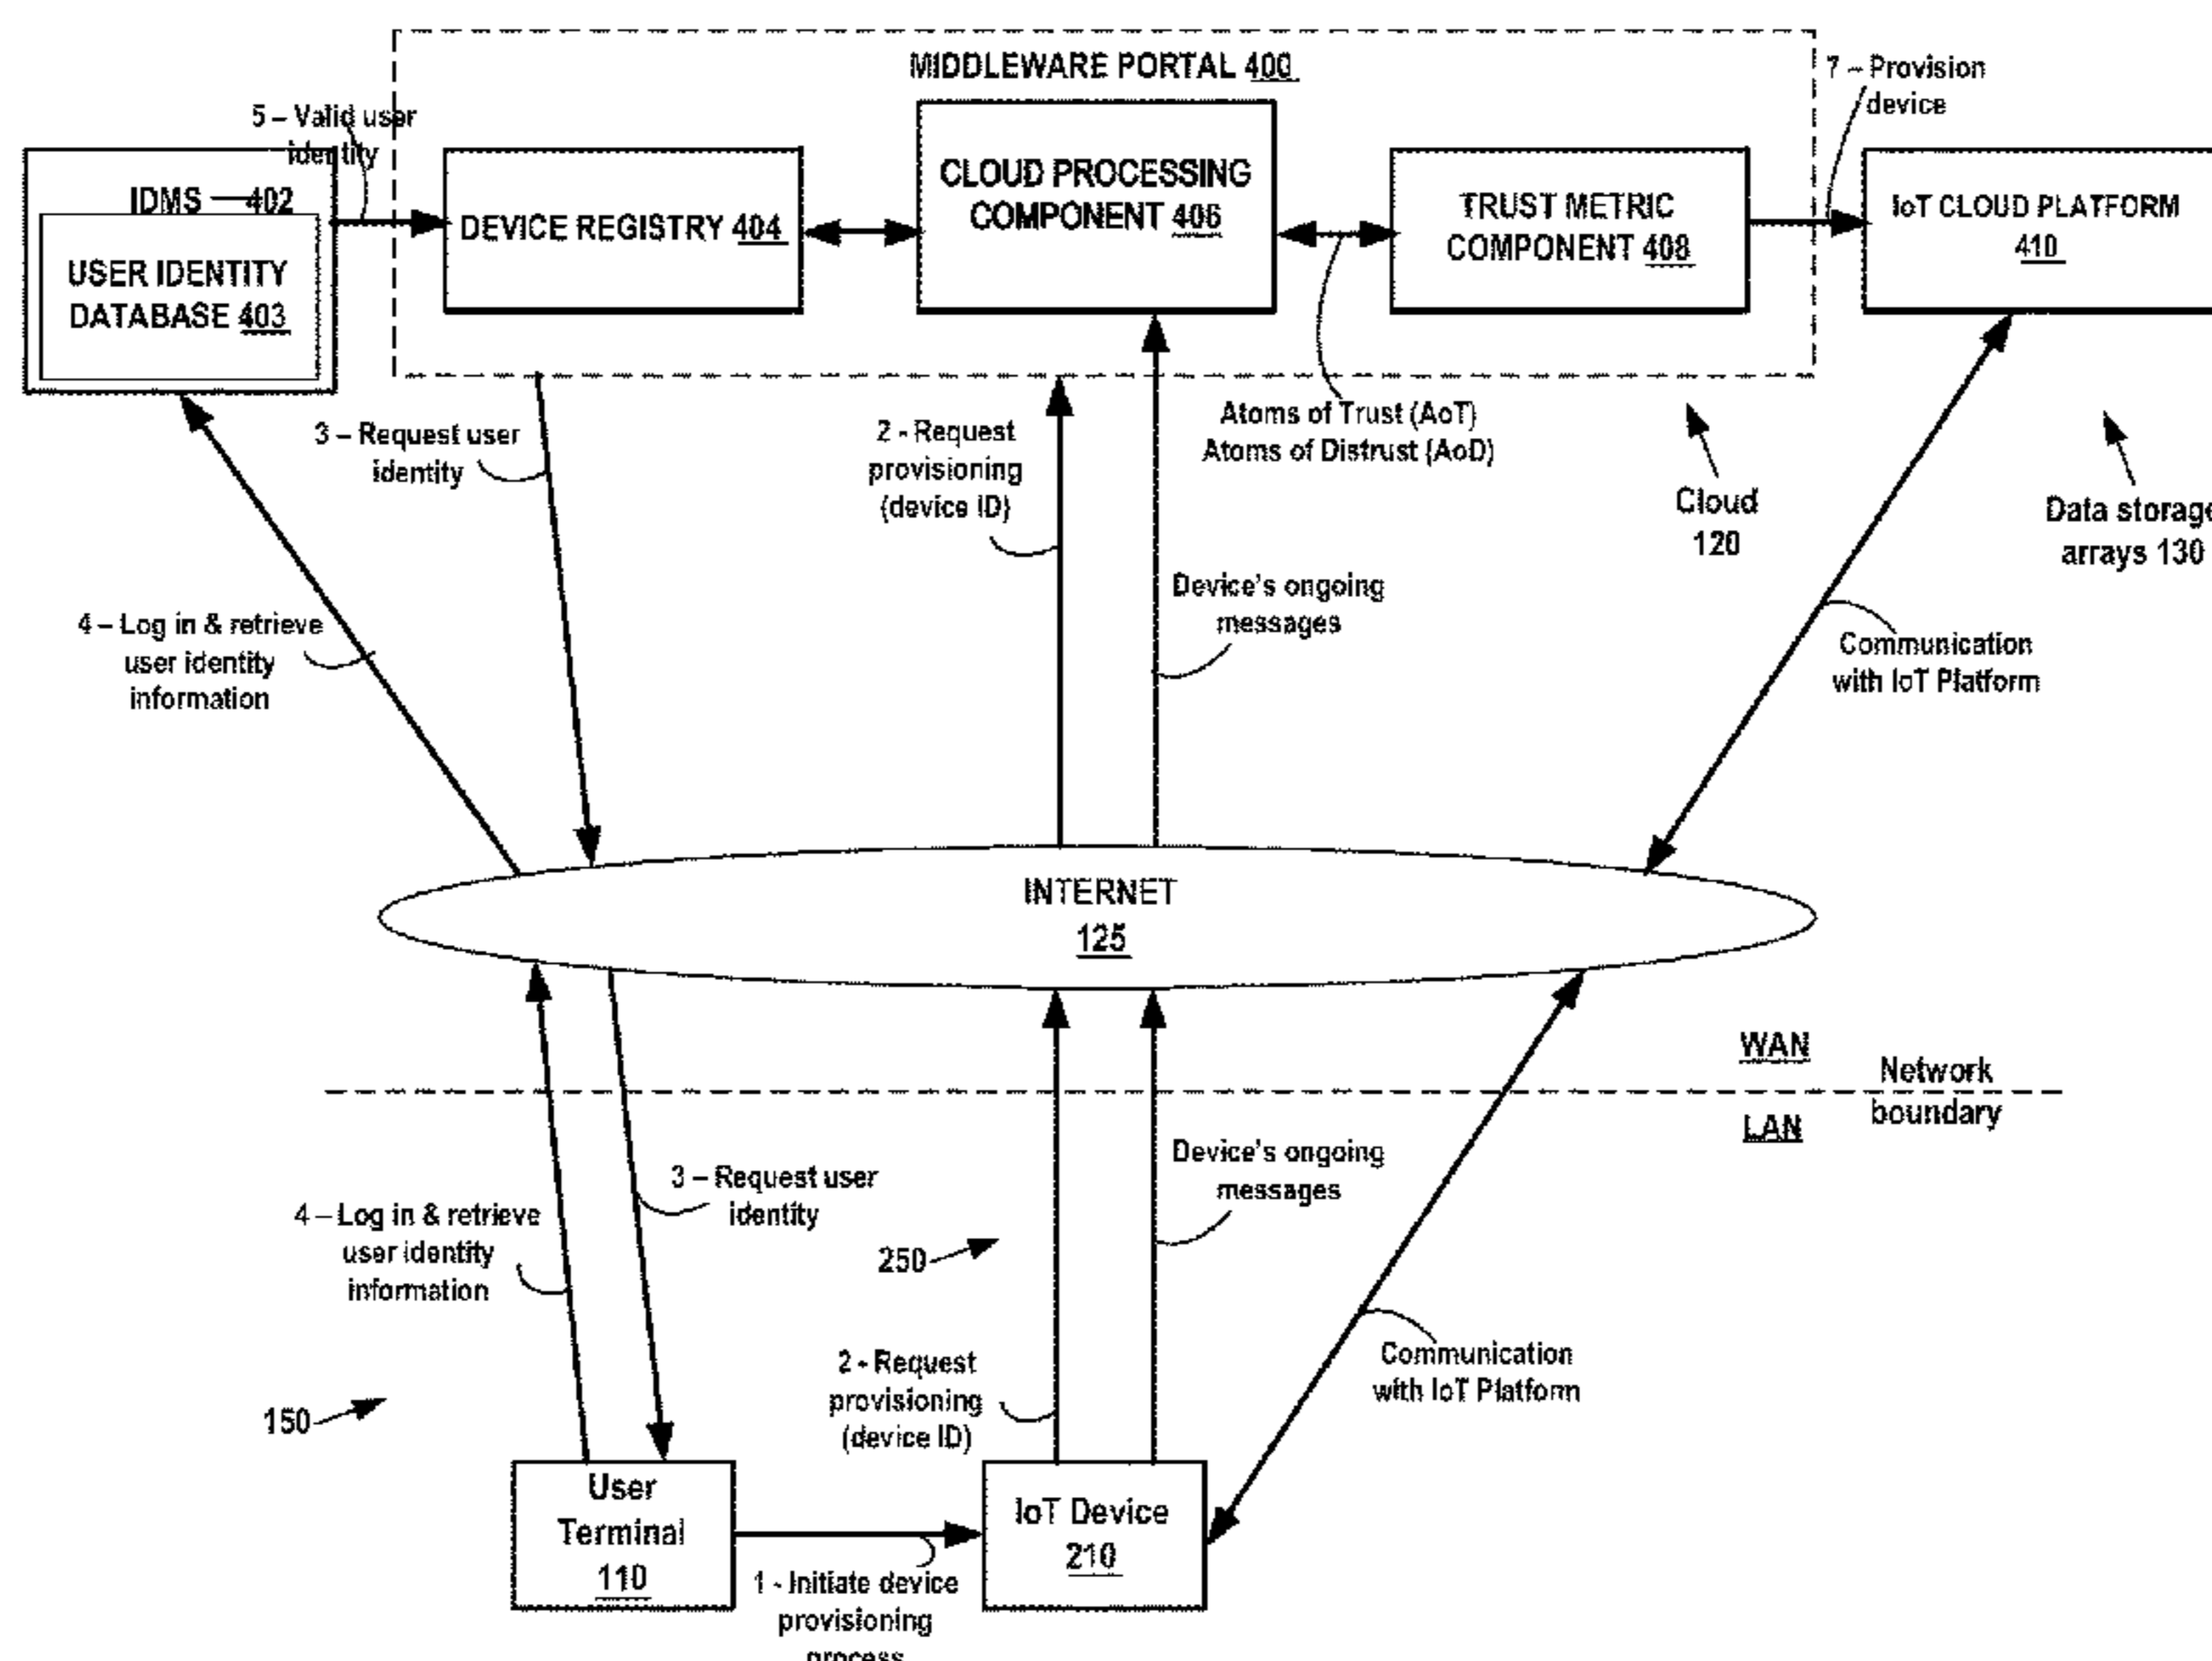 MIDDLEWARE PORTAL 400
7 – Provision
device
5 – Valid user
identity
IDMS 402
USER IDENTITY
DATABASE 403
DEVICE REGISTRY 404
CLOUD PROCESSING
COMPONENT 406
TRUST METRIC
COMPONENT 408
IoT CLOUD PLATFORM
410
3 – Request user
identity
2 - Request
provisioning
(device ID)
Atoms of Trust (AoT)
Atoms of Distrust (AoD)
Cloud
120
Data storage
arrays 130
4 – Log in & retrieve
user identity
information
Device's ongoing
messages
Communication
with IoT Platform
INTERNET
125
WAN
Network
boundary
LAN
3 – Request user
identity
Device's ongoing
messages
4 – Log in & retrieve
user identity
information
250
2 - Request
provisioning
(device ID)
Communication
with IoT Platform
150
User
Terminal
110
IoT Device
210
1 - Initiate device
provisioning
process